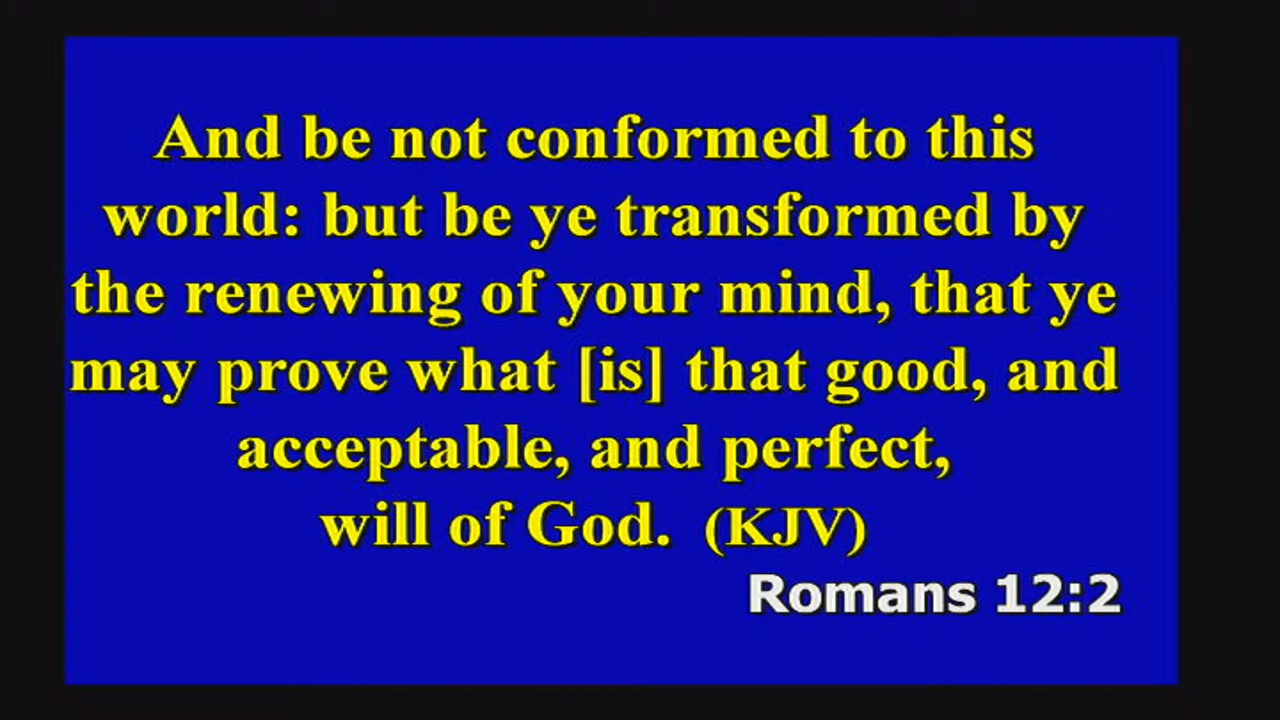 And be not conformed to this
world: but be ye transformed by
the renewing of your mind, that ye
may prove what [is] that good, and
acceptable, and perfect,
will of God. (KJV)
Romans 12:2